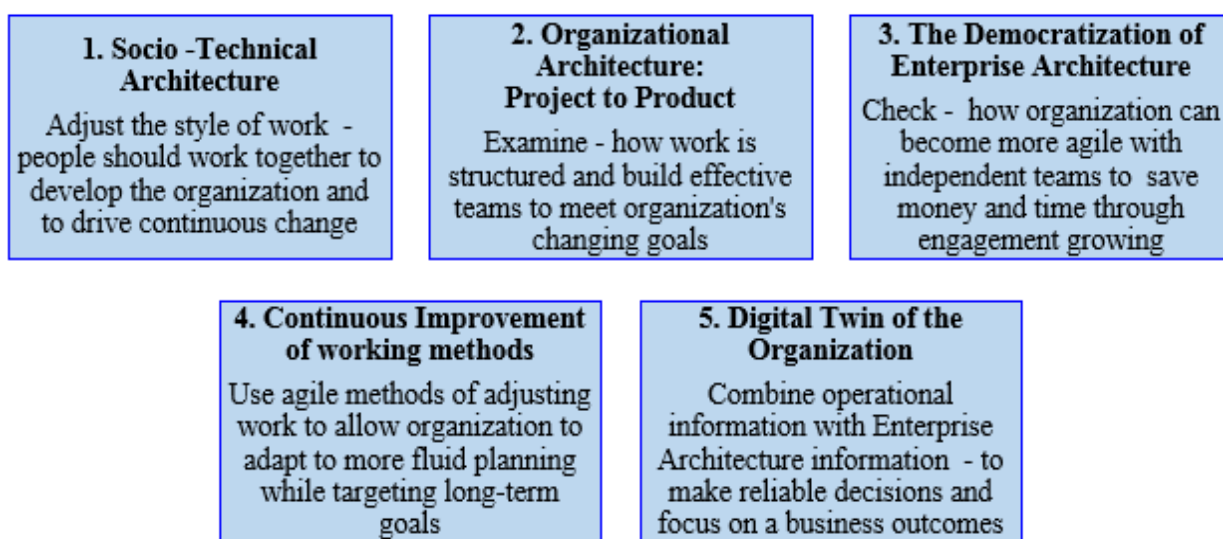 1. Socio -Technical
Architecture
Adjust the style of work -
people should work together to
develop the organization and
to drive continuous change
2. Organizational
Architecture:
Project to Product
Examine - how work is
structured and build effective
teams to meet organization's
changing goals
3. The Democratization of
Enterprise Architecture
Check - how organization can
become more agile with
independent teams to save
money and time through
engagement growing
4. Continuous Improvement
of working methods
Use agile methods of adjusting
work to allow organization to
adapt to more fluid planning
while targeting long-term
goals
5. Digital Twin of the
Organization
Combine operational
information with Enterprise
Architecture information - to
make reliable decisions and
focus on a business outcomes